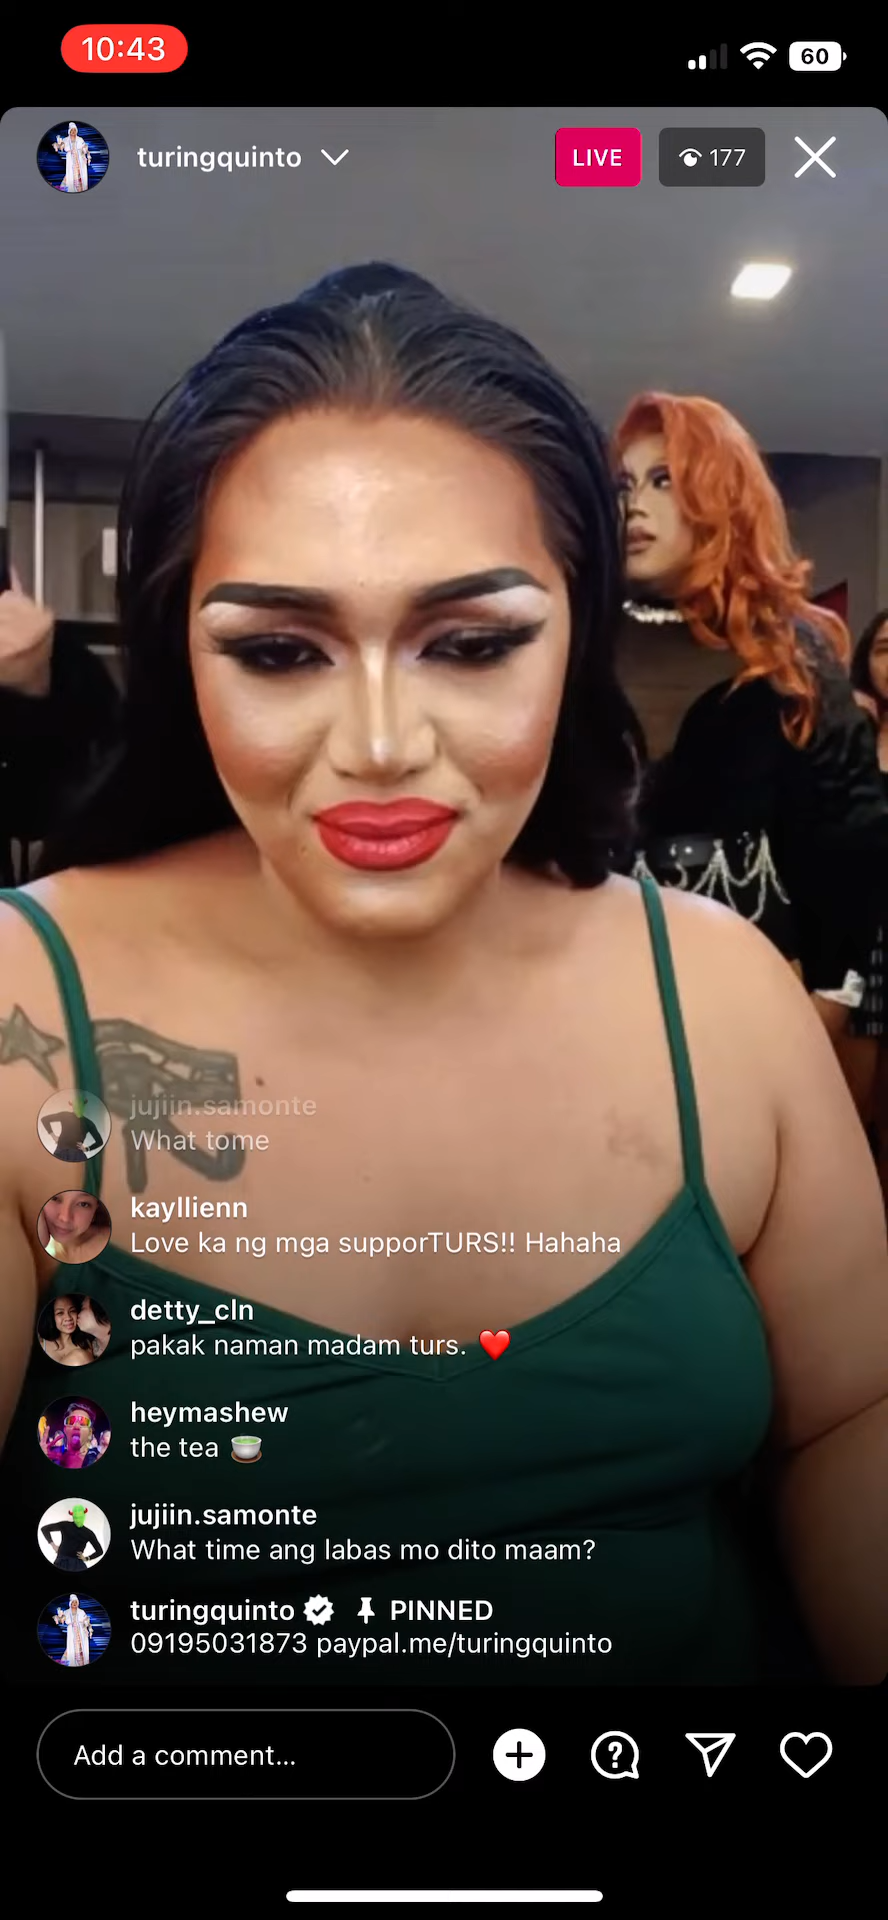 10:43
60
turingquinto
LIVE
177
jujiin.samonte
What tome
kayllienn
Love ka ng mga supporTURS!! Hahaha
detty_cln
pakak naman madam turs. ❤️
heymashew
the tea 🍵
jujiin.samonte
What time ang labas mo dito maam?
turingquinto PINNED
09195031873 paypal.me/turingquinto
Add a comment...